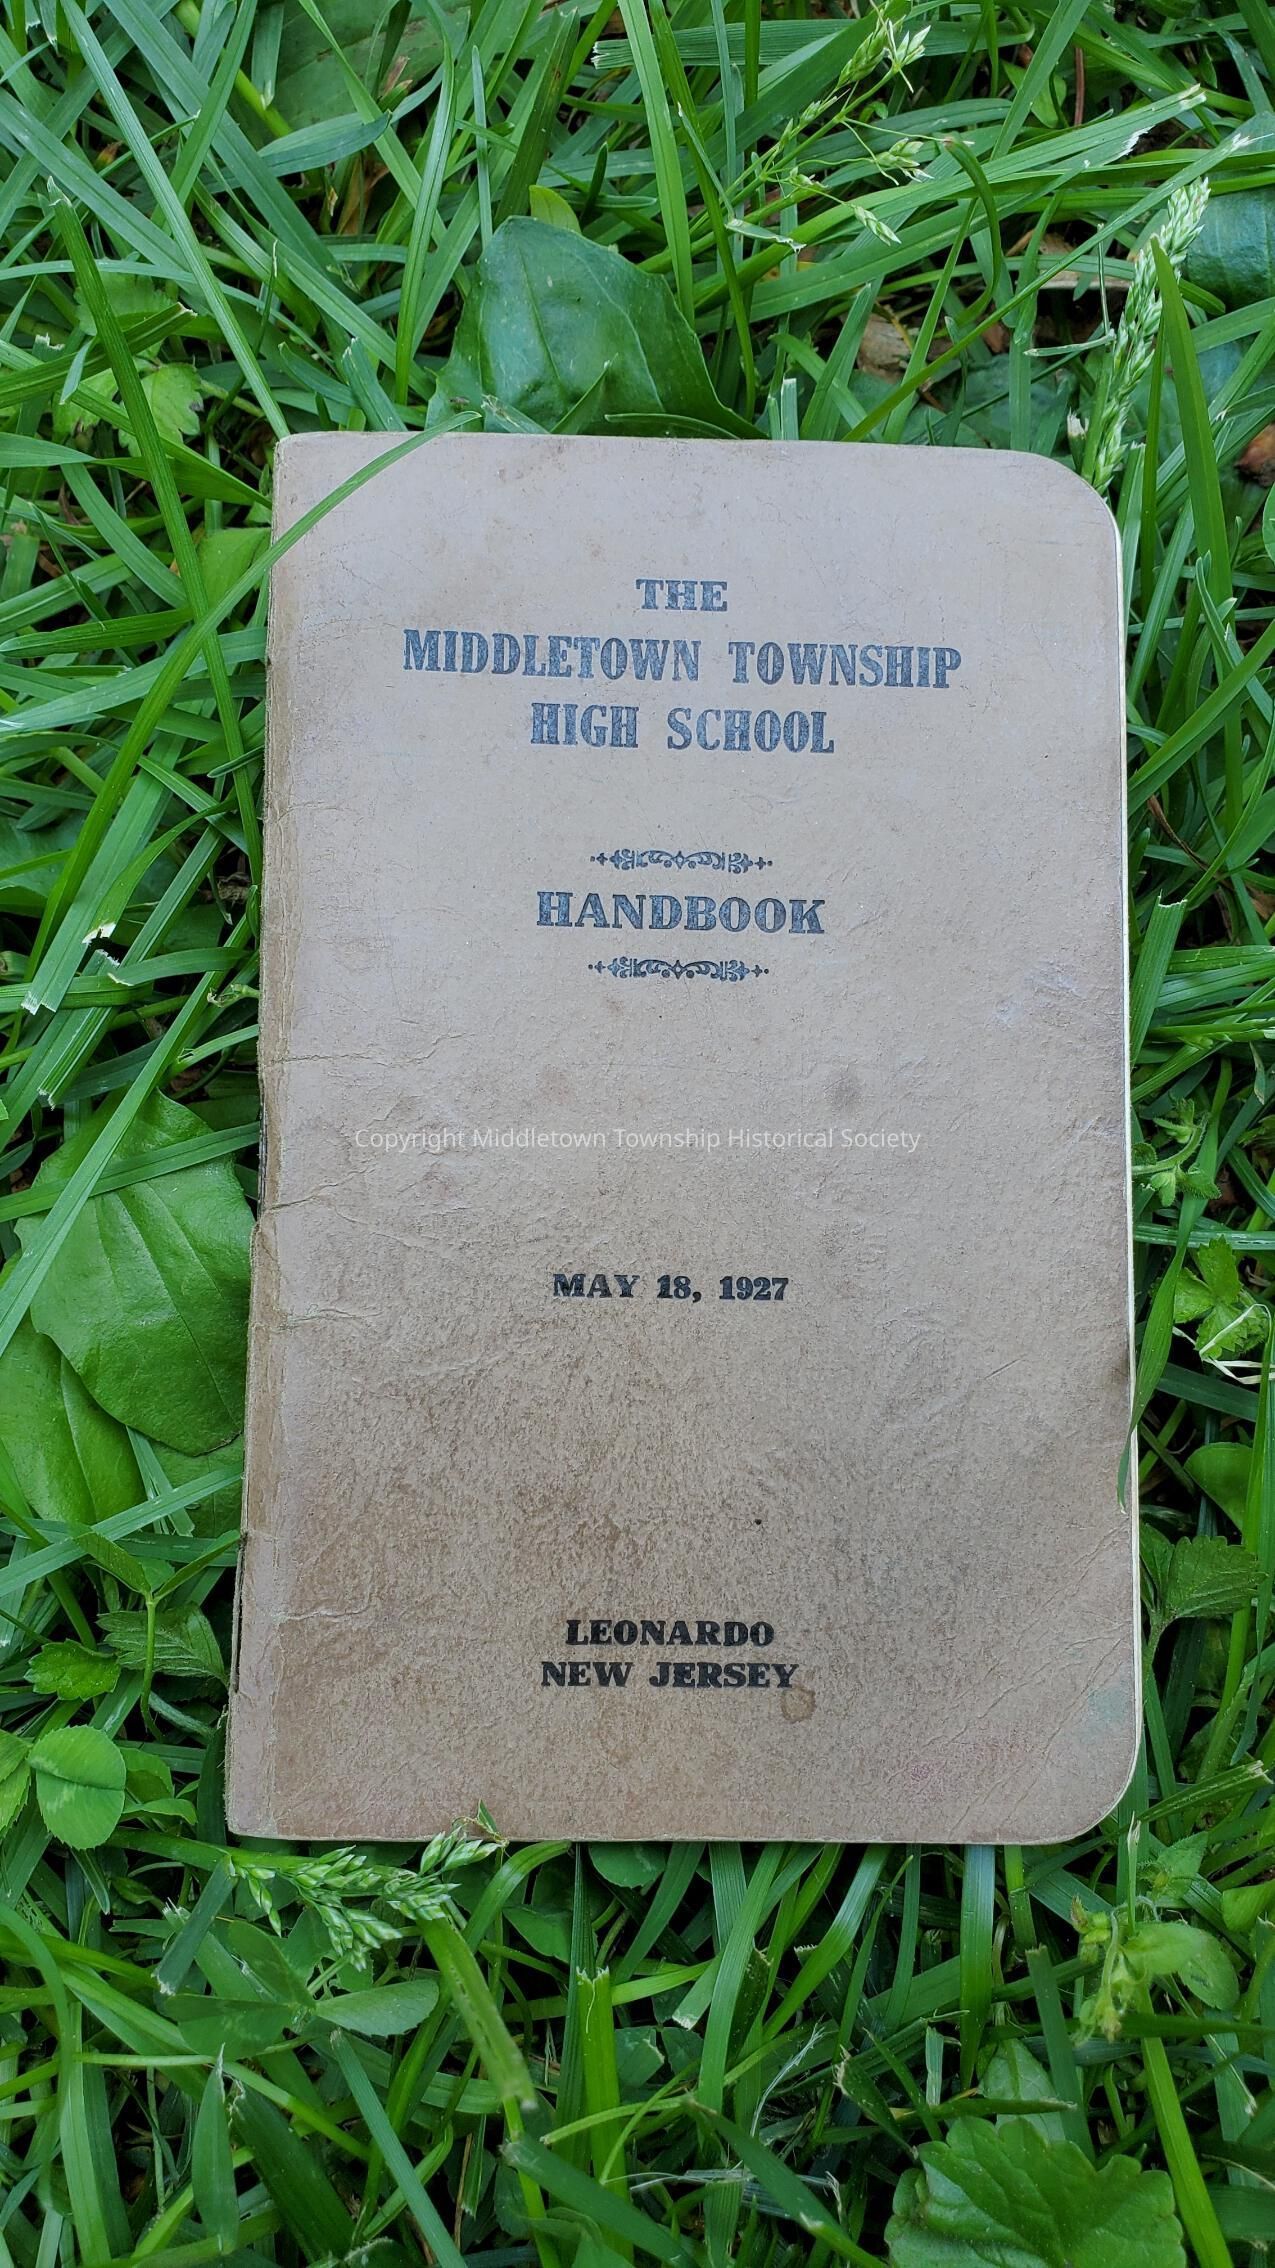 THE
MIDDLETOWN TOWNSHIP
HIGH SCHOOL
HANDBOOK
Copyright Middletown Township Historical Society
MAY 18, 1927
LEONARDO
NEW JERSEY